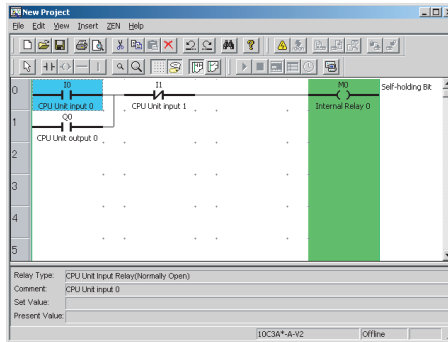 New Project
File Edit View Insert ZEN Help
0
I0
I1
M0
Self-holding Bit
CPU Unit input 0
CPU Unit input 1
Internal Relay 0
1
Q0
CPU Unit output 0
2
3
4
5
Relay Type: CPU Unit Input Relay(Normally Open)
Comment: CPU Unit input 0
Set Value:
Present Value:
10C3A*-A-V2 Offline